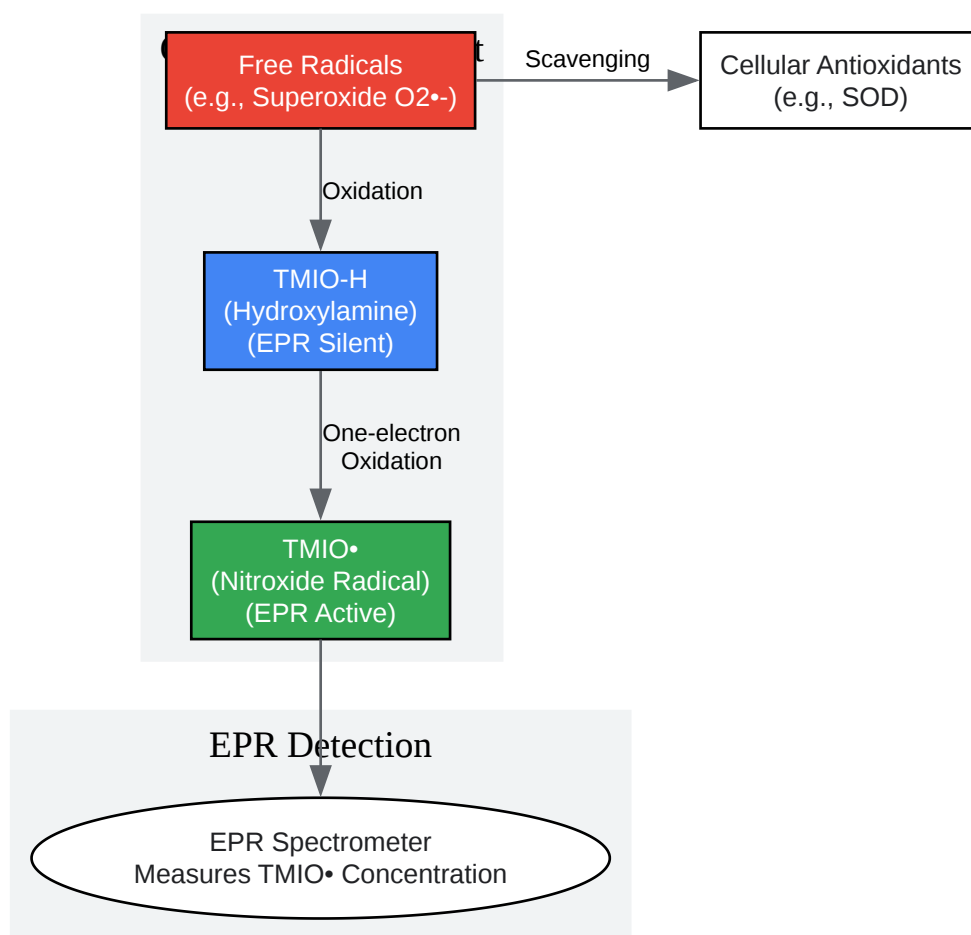 Free Radicals
(e.g., Superoxide O2•-)
Scavenging
Cellular Antioxidants
(e.g., SOD)
Oxidation
TMIO-H
(Hydroxylamine)
(EPR Silent)
One-electron
Oxidation
TMIO•
(Nitroxide Radical)
(EPR Active)
EPR Detection
EPR Spectrometer
Measures TMIO• Concentration